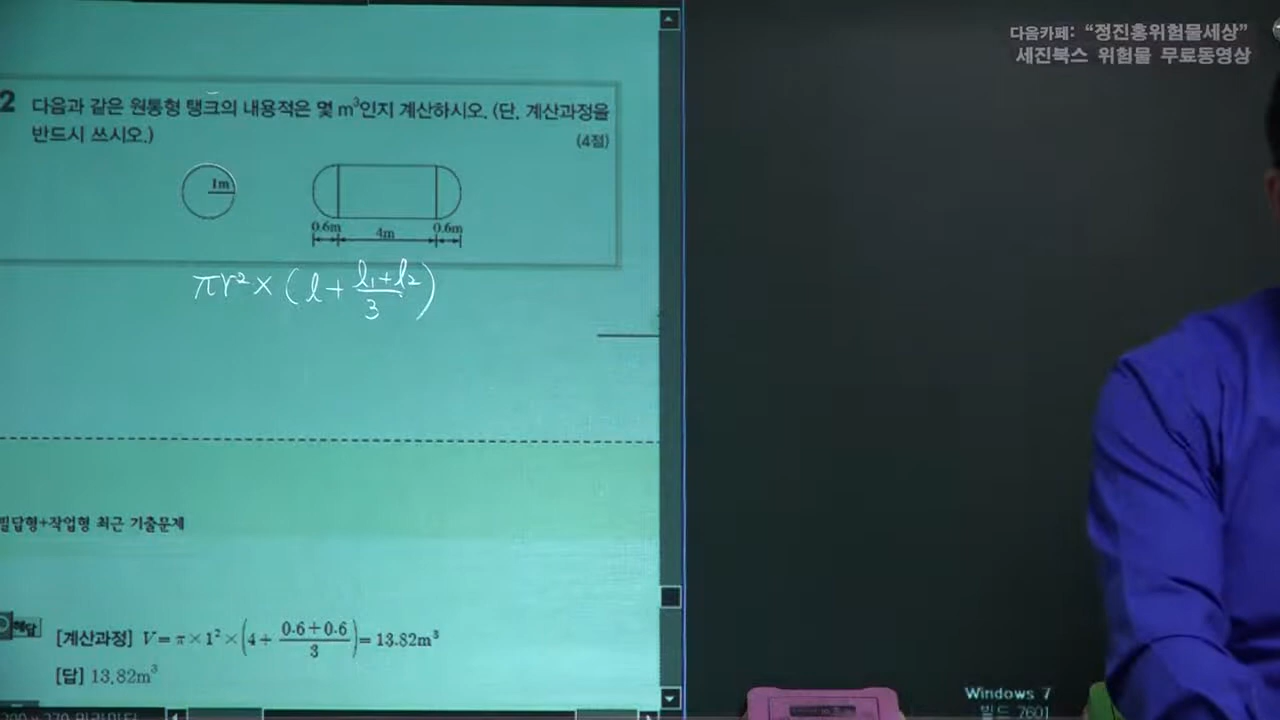 다음카페: "정진홍위험물세상"
세진북스 위험물 무료동영상
2 다음과 같은 원통형 탱크의 내용적은 몇 m³인지 계산하시오. (단, 계산과정을
반드시 쓰시오.) (4점)
1m
0.6m 4m 0.6m
πr² × (l + (l₁+l₂)/3)
필답형+작업형 최근 기출문제
해답
[계산과정] V = π × 1² × (4 + (0.6+0.6)/3) = 13.82m³
[답] 13.82m³
Windows 7
빌드 7601